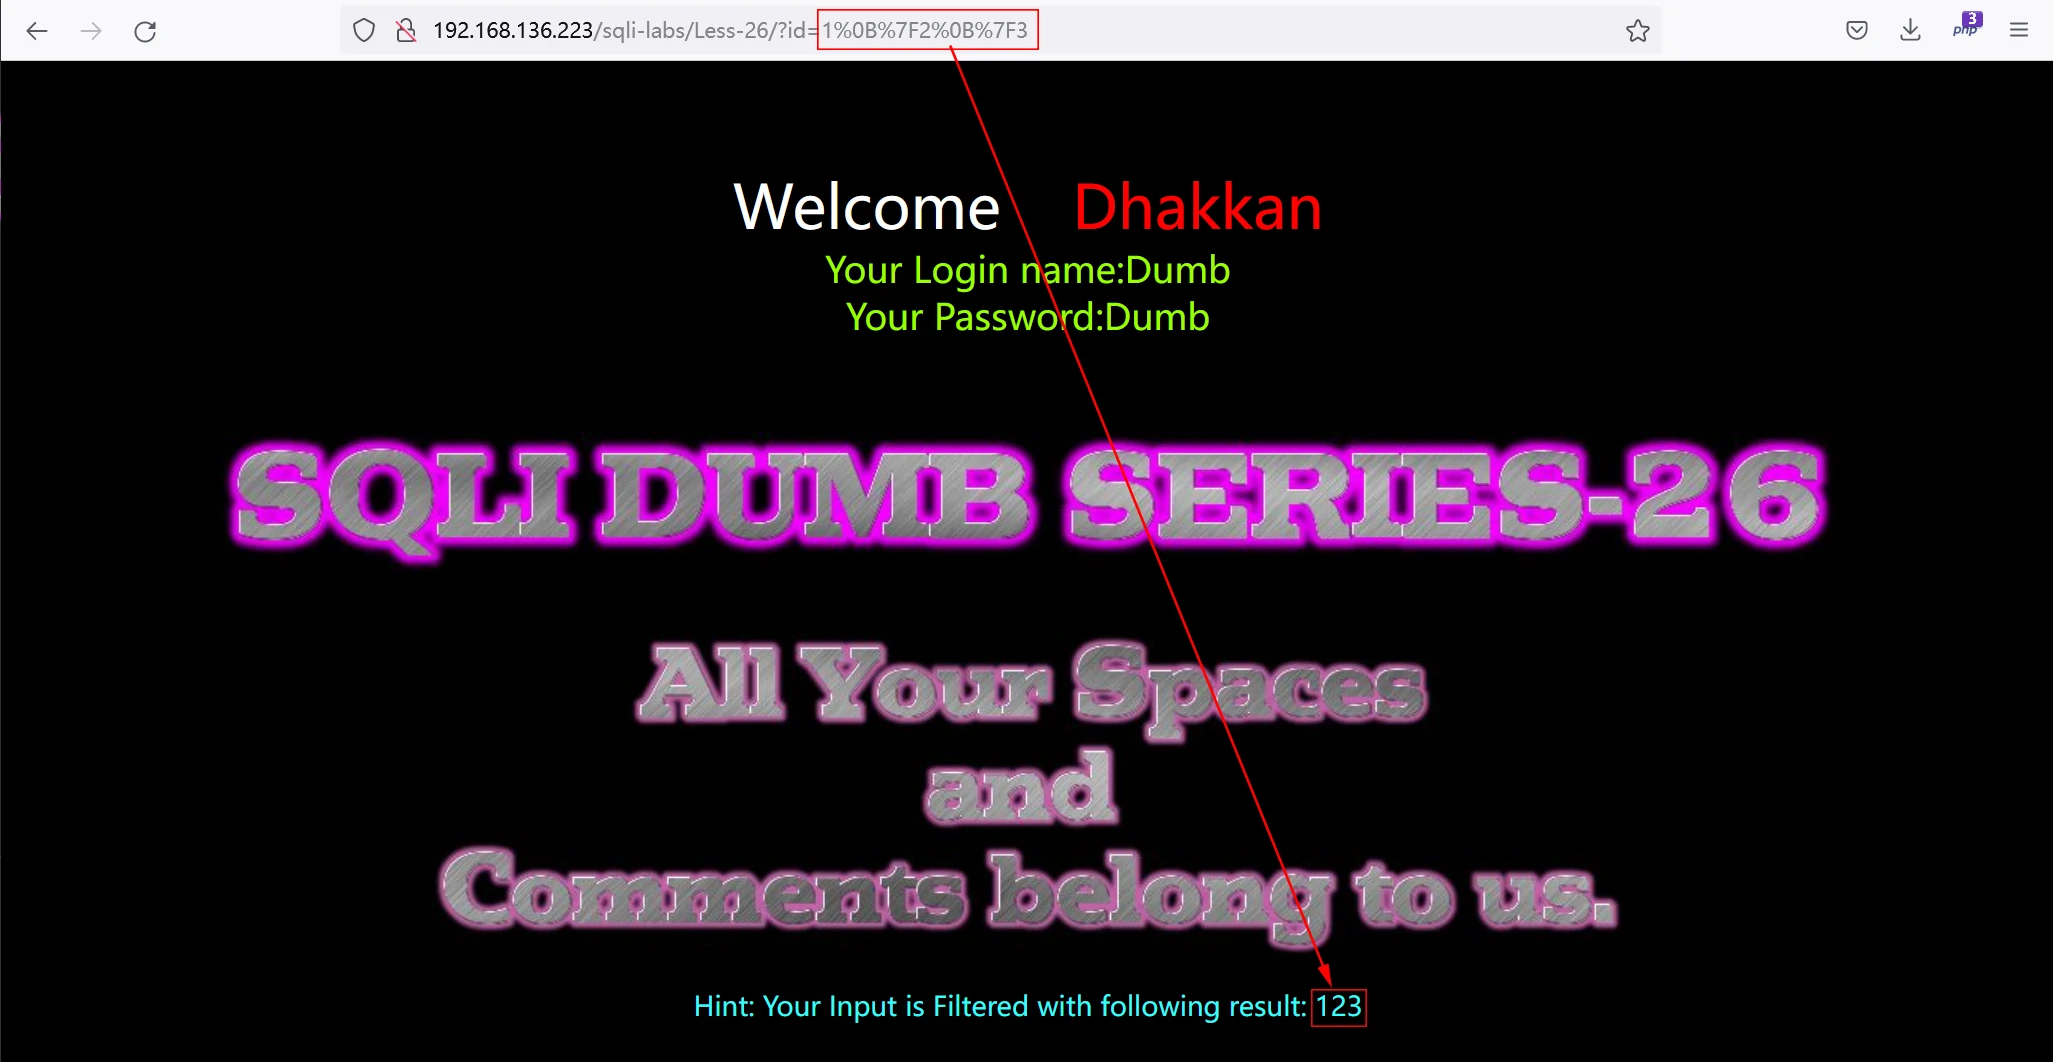 192.168.136.223/sqli-labs/Less-26/?id=1%0B%7F2%0B%7F3
3
php
Welcome Dhakkan
Your Login name:Dumb
Your Password:Dumb
SQLI DUMB SERIES-26
All Your Spaces
and
Comments belong to us.
Hint: Your Input is Filtered with following result: 123